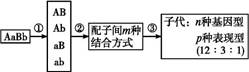 AaBb
①
AB
Ab
aB
ab
②
配子间m种
结合方式
③
子代：n种基因型
p种表现型
(12：3：1)